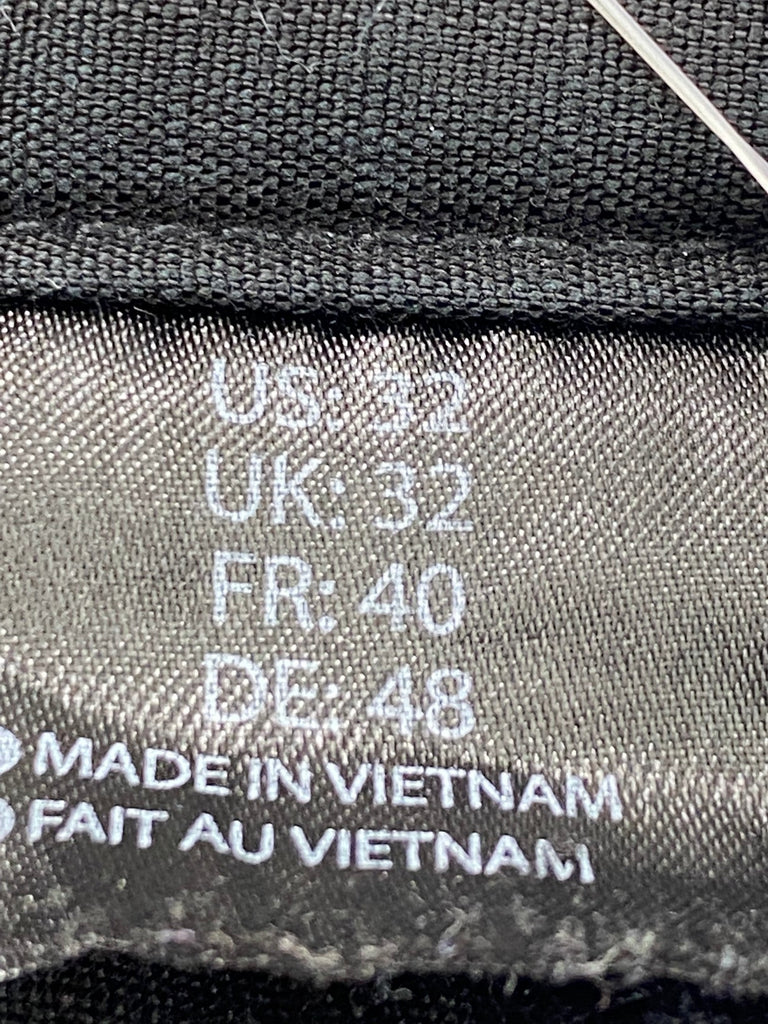 US: 32
UK: 32
FR: 40
DE: 48
MADE IN VIETNAM
FAIT AU VIETNAM